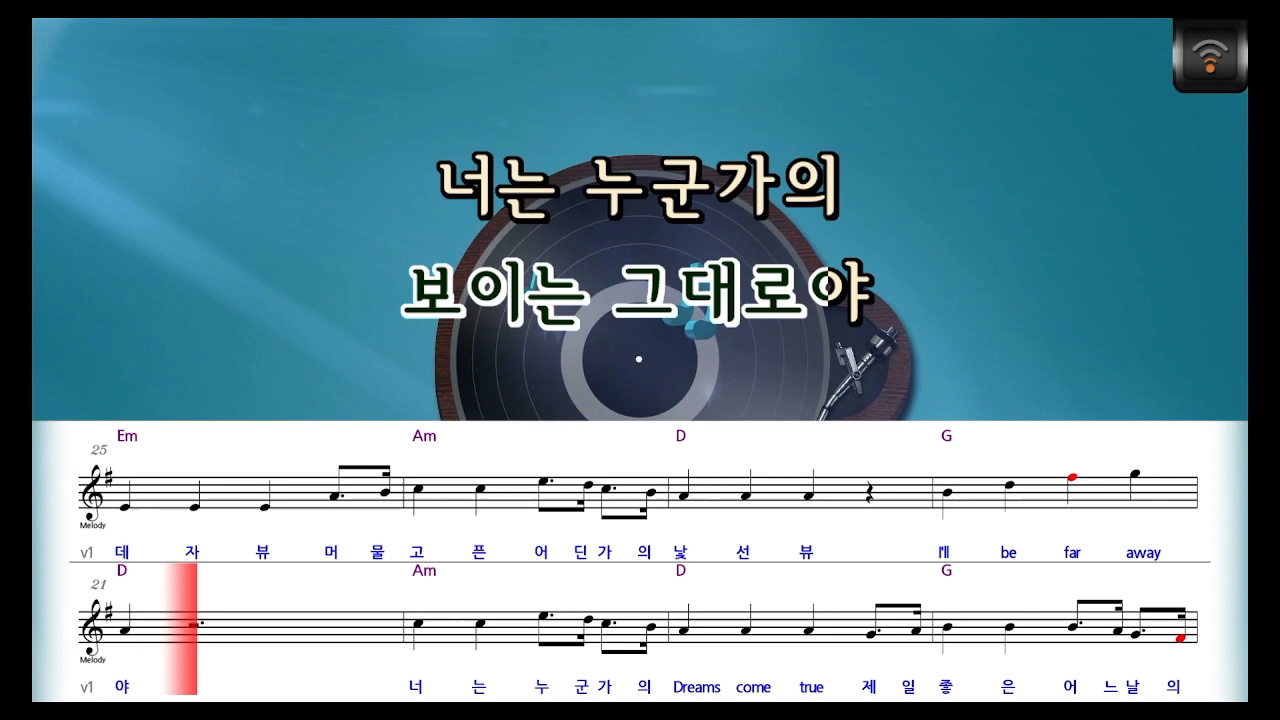 너는 누군가의
보이는 그대로야
Em Am D G
25
Melody
v1 데 자 뷰 머 물 고 픈 어 딘 가 의 낯 선 뷰 I'll be far away
D Am D G
21
Melody
v1 야 너 는 누 군 가 의 Dreams come true 제 일 좋 은 어 느 날 의